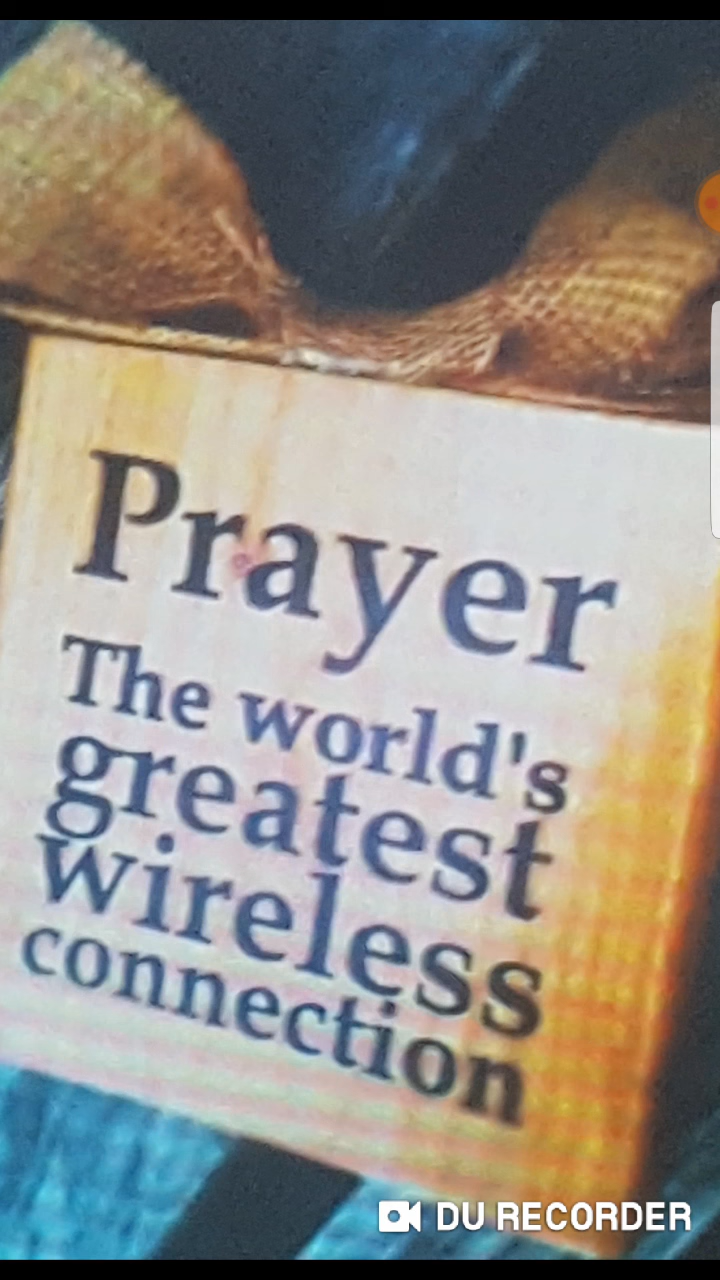 Prayer
The world's
greatest
wireless
connection
DU RECORDER